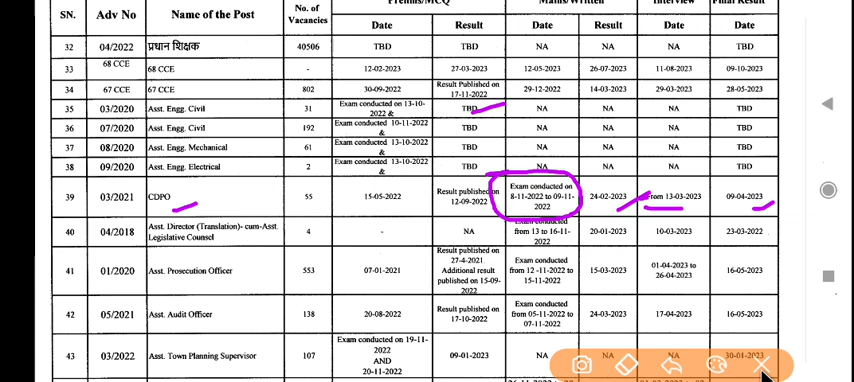 Prelims/MCQ Mains/Written Interview Final Result
SN. Adv No Name of the Post No. of Vacancies Date Result Date Result Date Date
32 04/2022 प्रधान शिक्षक 40506 TBD TBD NA NA NA TBD
33 68 CCE 68 CCE - 12-02-2023 27-03-2023 12-05-2023 26-07-2023 11-08-2023 09-10-2023
34 67 CCE 67 CCE 802 30-09-2022 Result Published on 17-11-2022 29-12-2022 14-03-2023 29-03-2023 28-05-2023
35 03/2020 Asst. Engg. Civil 31 Exam conducted on 13-10-2022 & TBD NA NA NA TBD
36 07/2020 Asst. Engg. Civil 192 Exam conducted 10-11-2022 & TBD NA NA NA TBD
37 08/2020 Asst. Engg. Mechanical 61 Exam conducted 13-10-2022 & TBD NA NA NA TBD
38 09/2020 Asst. Engg. Electrical 2 Exam conducted 13-10-2022 & TBD NA NA NA TBD
39 03/2021 CDPO 55 15-05-2022 Result published on 12-09-2022 Exam conducted on 8-11-2022 to 09-11-2022 24-02-2023 From 13-03-2023 09-04-2023
40 04/2018 Asst. Director (Translation)- cum-Asst. Legislative Counsel 4 - NA Exam conducted from 13 to 16-11-2022 20-01-2023 10-03-2023 23-03-2022
41 01/2020 Asst. Prosecution Officer 553 07-01-2021 Result published on 27-4-2021 Additional result published on 15-09-2022 Exam conducted from 12 -11-2022 to 15-11-2022 15-03-2023 01-04-2023 to 26-04-2023 16-05-2023
42 05/2021 Asst. Audit Officer 138 20-08-2022 Result published on 17-10-2022 Exam conducted from 05-11-2022 to 07-11-2022 24-03-2023 17-04-2023 16-05-2023
43 03/2022 Asst. Town Planning Supervisor 107 Exam conducted on 19-11-2022 AND 20-11-2022 09-01-2023 NA NA NA 30-01-2023